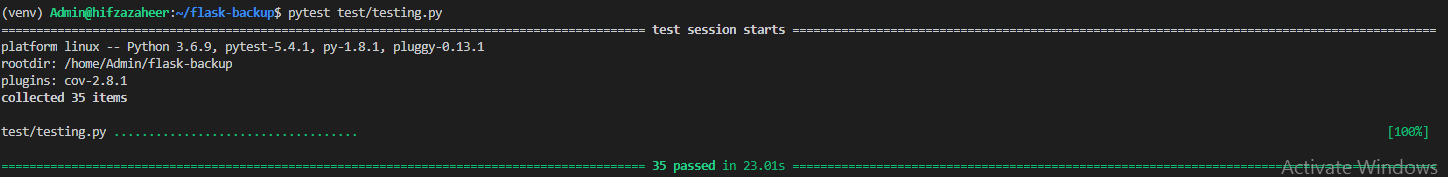 (venv) Admin@hifzazaheer:~/flask-backup$ pytest test/testing.py
============================================================================================ test session starts ============================================================================================
platform linux -- Python 3.6.9, pytest-5.4.1, py-1.8.1, pluggy-0.13.1
rootdir: /home/Admin/flask-backup
plugins: cov-2.8.1
collected 35 items
test/testing.py ................................... [100%]
============================================================================================ 35 passed in 23.01s ============================================================================================
Activate Windows